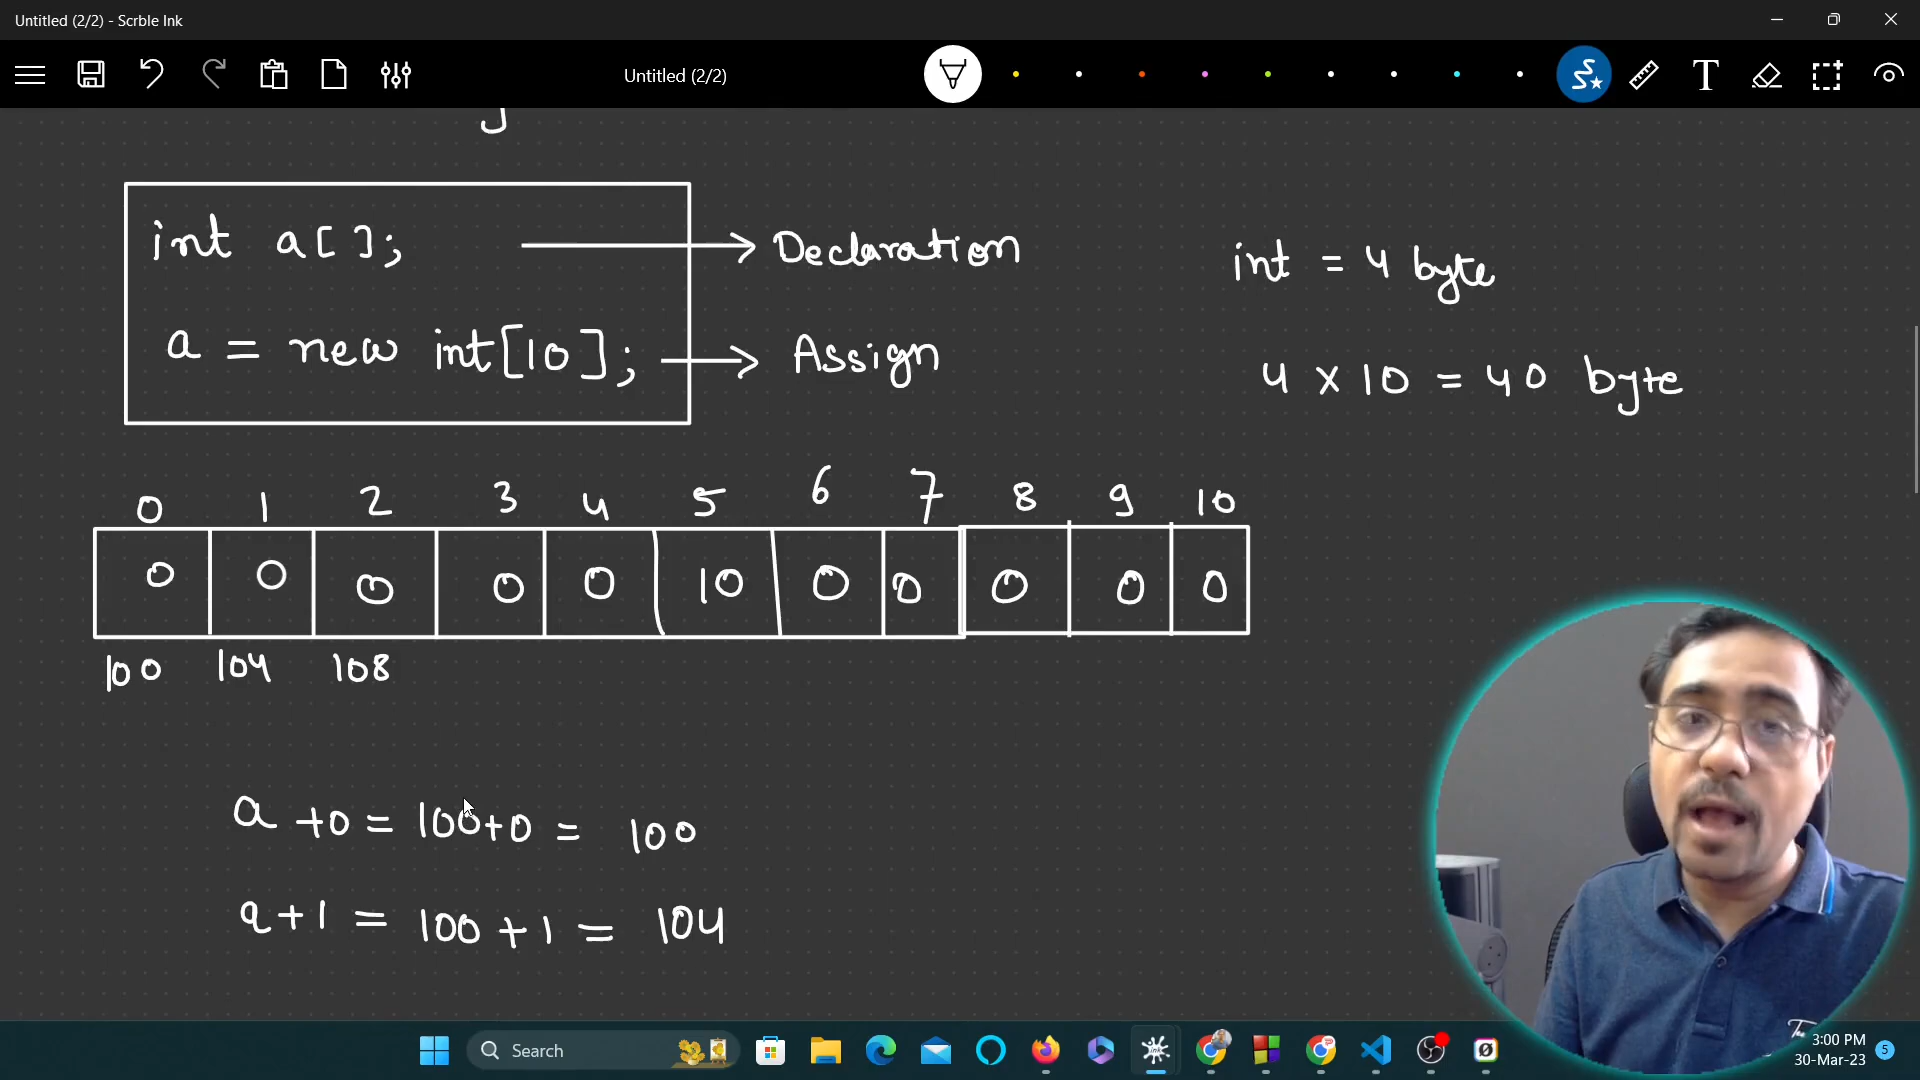 Untitled (2/2) - Scrble Ink
Untitled (2/2)
T
int a[ ]; Declaration
int = 4 byte
a = new int[10]; Assign
4 x 10 = 40 byte
0 1 2 3 4 5 6 7 8 9 10
0 0 0 0 0 10 0 0 0 0 0
100 104 108
a +0 = 100+0 = 100
a+1 = 100 + 1 = 104
Search
3:00 PM
30-Mar-23
5